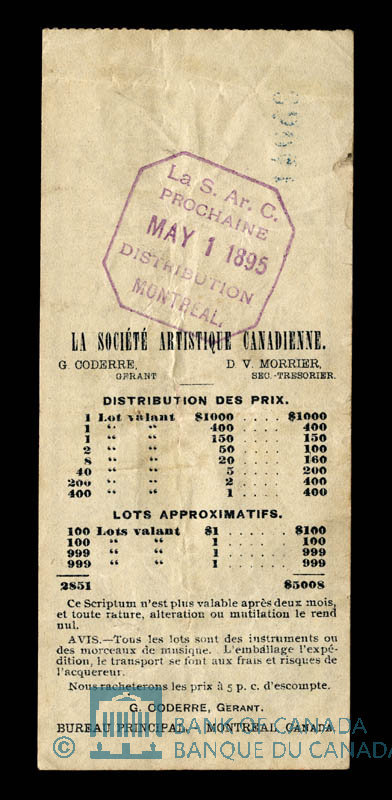 La S. Ar. C.
PROCHAINE
MAY 1 1895
DISTRIBUTION
MONTREAL.
LA SOCIÉTÉ ARTISTIQUE CANADIENNE.
G. CODERRE, D. V. MORRIER,
GERANT SEC.-TRESORIER.
DISTRIBUTION DES PRIX.
1 Lot valant $1000 .... $1000
1 “ “ 400 .... 400
1 “ “ 150 .... 150
2 “ “ 50 .... 100
8 “ “ 20 .... 160
40 “ “ 5 .... 200
200 “ “ 2 .... 400
400 “ “ 1 .... 400
LOTS APPROXIMATIFS.
100 Lots valant $1 ...... $100
100 “ “ 1 ...... 100
999 “ “ 1 ...... 999
999 “ “ 1 ...... 999
2851 $5008
Ce Scriptum n'est plus valable après deux mois,
et toute rature, alteration ou mutilation le rend
nul.
AVIS.—Tous les lots sont des instruments ou
des morceaux de musique. L'emballage l'expé-
dition, le transport se font aux frais et risques de
l'acquereur.
Nous racheterons les prix à 5 p. c. d'escompte.
G. CODERRE, GERANT.
BUREAU PRINCIPAL, MONTREAL CANADA.
BANK OF CANADA
© BANQUE DU CANADA